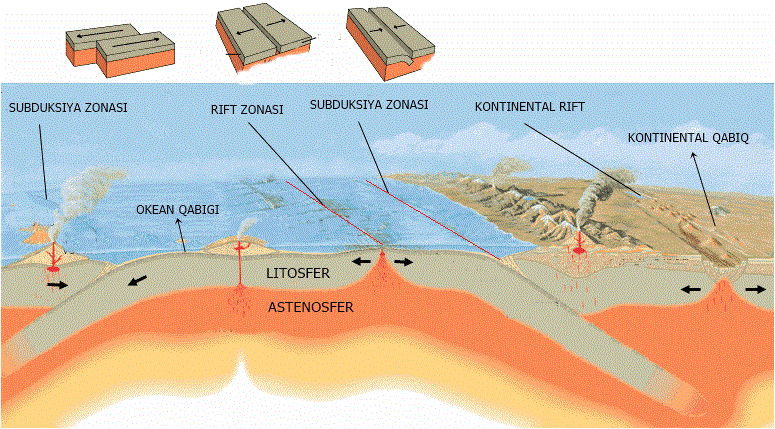 SUBDUKSIYA ZONASI
RIFT ZONASI
SUBDUKSIYA ZONASI
KONTINENTAL RIFT
KONTINENTAL QABIQ
OKEAN QABIGI
LITOSFER
ASTENOSFER